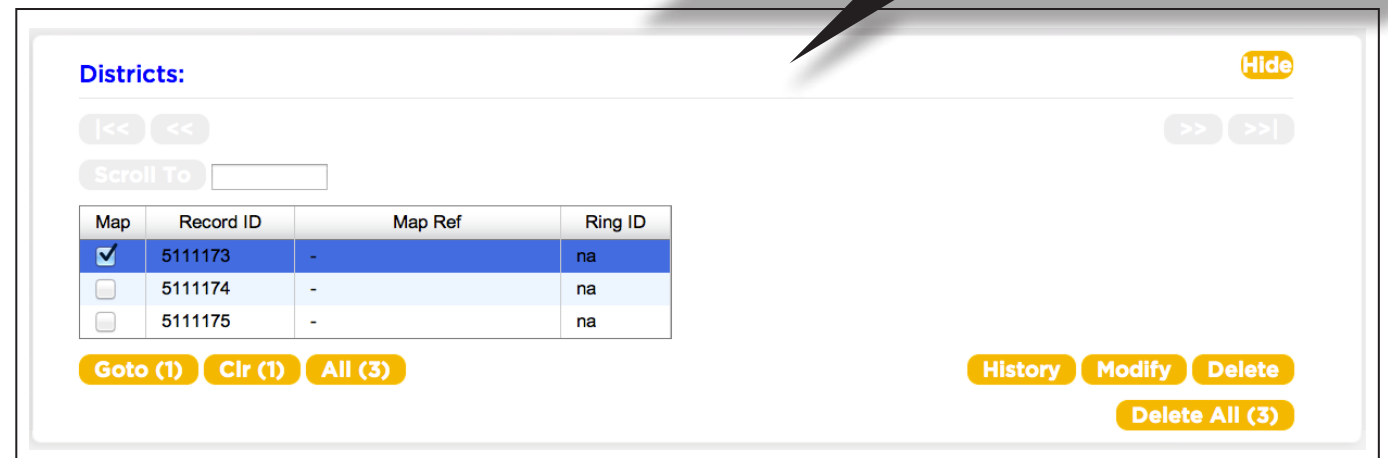 Districts: Hide
|<< << >> >>|
Scroll To
Map Record ID Map Ref Ring ID
5111173 - na
5111174 - na
5111175 - na
Goto (1) Clr (1) All (3) History Modify Delete
Delete All (3)